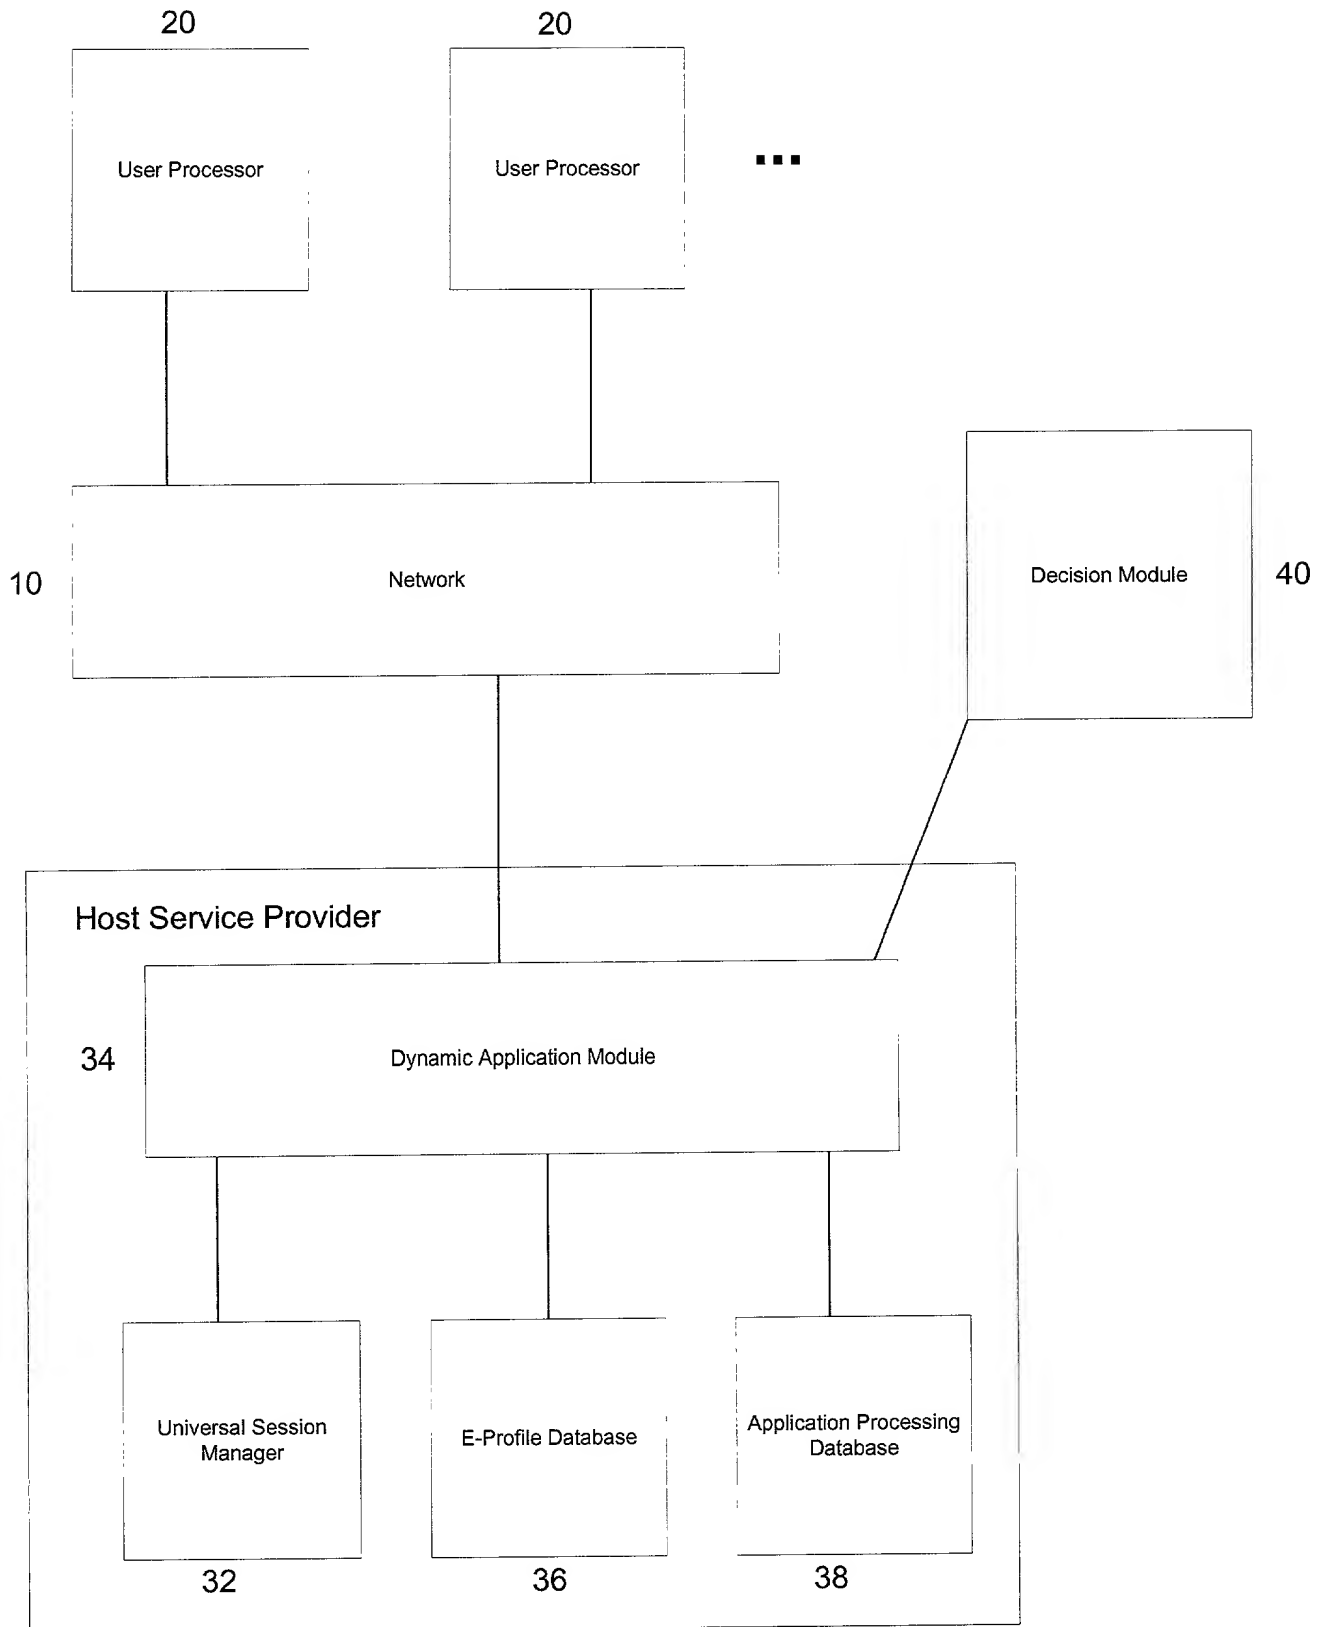 20
20
User Processor
User Processor
...
10
Network
Decision Module
40
Host Service Provider
34
Dynamic Application Module
Universal Session
Manager
E-Profile Database
Application Processing
Database
32
36
38